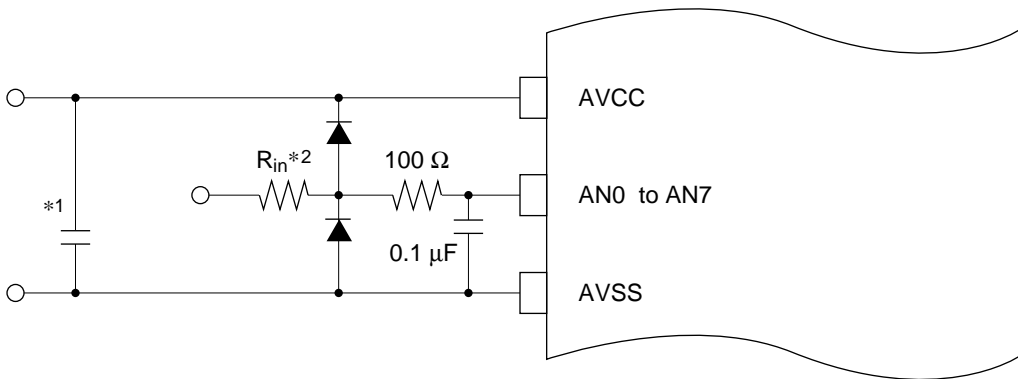 AVCC
R_in*2
100 Ω
*1
AN0 to AN7
0.1 μF
AVSS